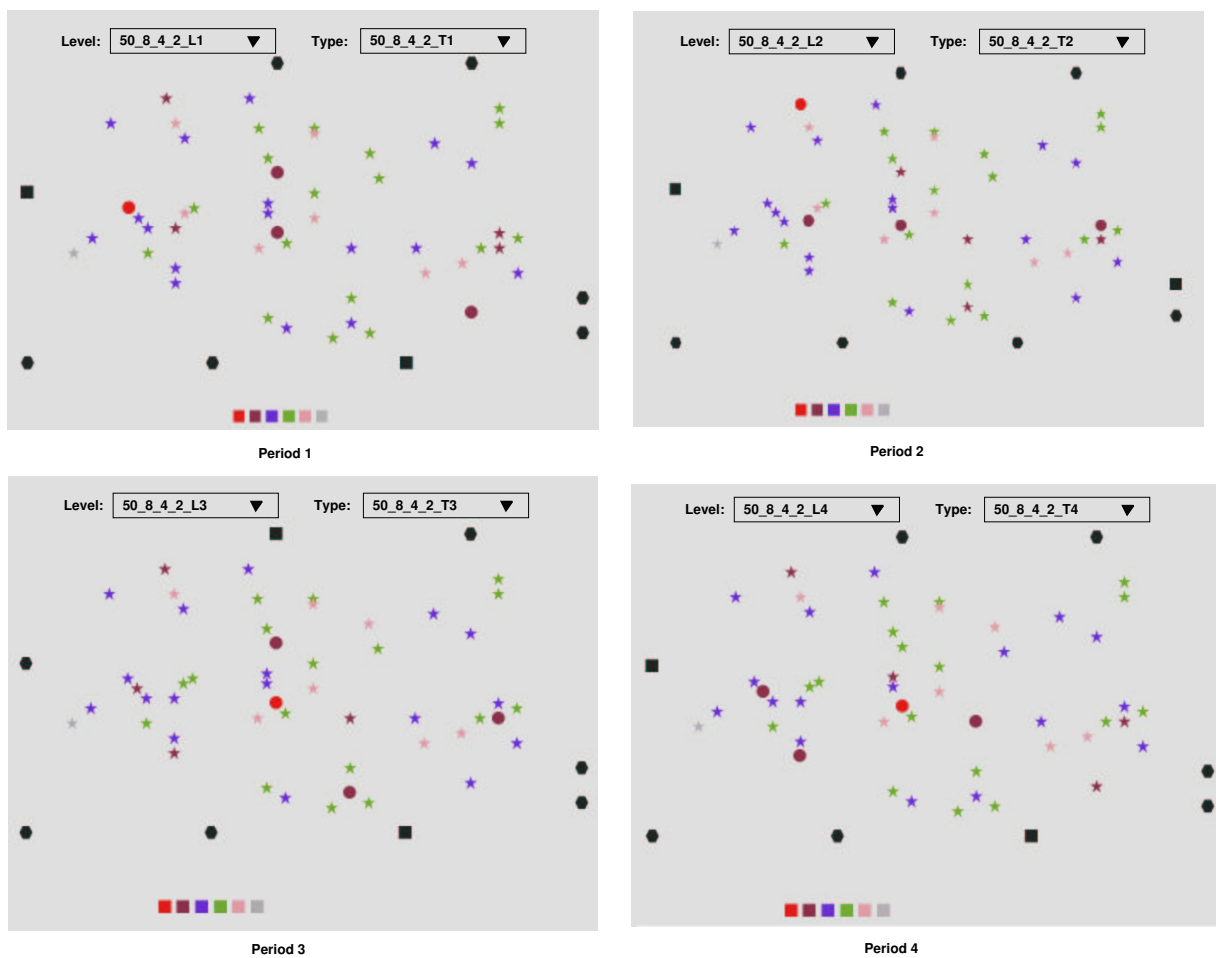 Level: 50_8_4_2_L1 Type: 50_8_4_2_T1
Level: 50_8_4_2_L2 Type: 50_8_4_2_T2
Period 1
Period 2
Level: 50_8_4_2_L3 Type: 50_8_4_2_T3
Level: 50_8_4_2_L4 Type: 50_8_4_2_T4
Period 3
Period 4